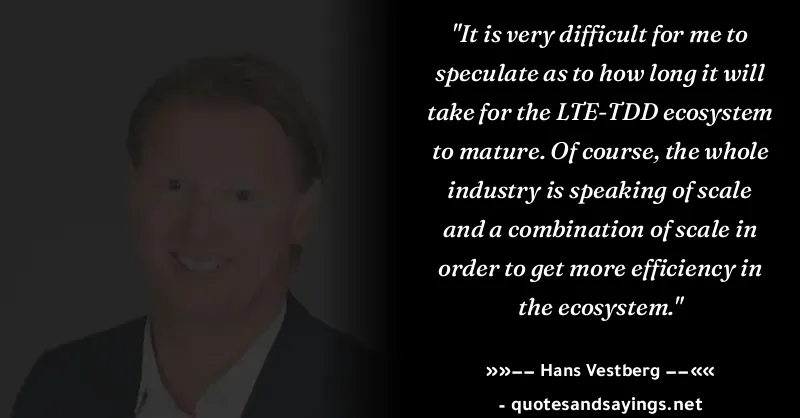 "It is very difficult for me to
speculate as to how long it will
take for the LTE-TDD ecosystem
to mature. Of course, the whole
industry is speaking of scale
and a combination of scale in
order to get more efficiency in
the ecosystem."
»»–– Hans Vestberg ––««
- quotesandsayings.net